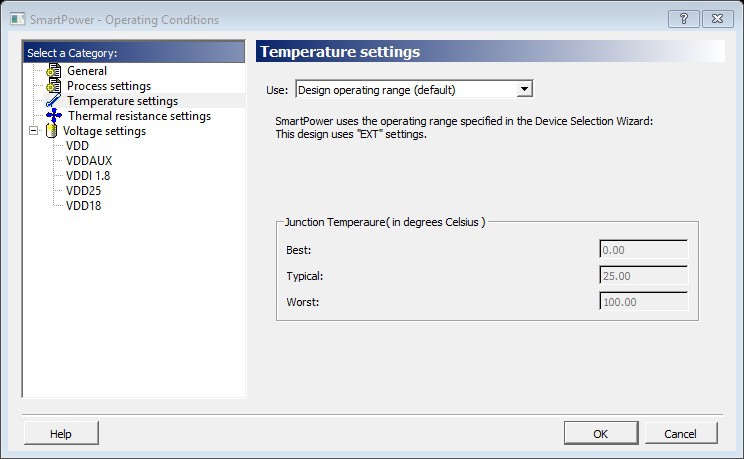 SmartPower - Operating Conditions
Select a Category:
General
Process settings
Temperature settings
Thermal resistance settings
Voltage settings
VDD
VDDAUX
VDDI 1.8
VDD25
VDD18
Temperature settings
Use: Design operating range (default)
SmartPower uses the operating range specified in the Device Selection Wizard:
This design uses "EXT" settings.
Junction Temperaure( in degrees Celsius )
Best: 0.00
Typical: 25.00
Worst: 100.00
Help OK Cancel